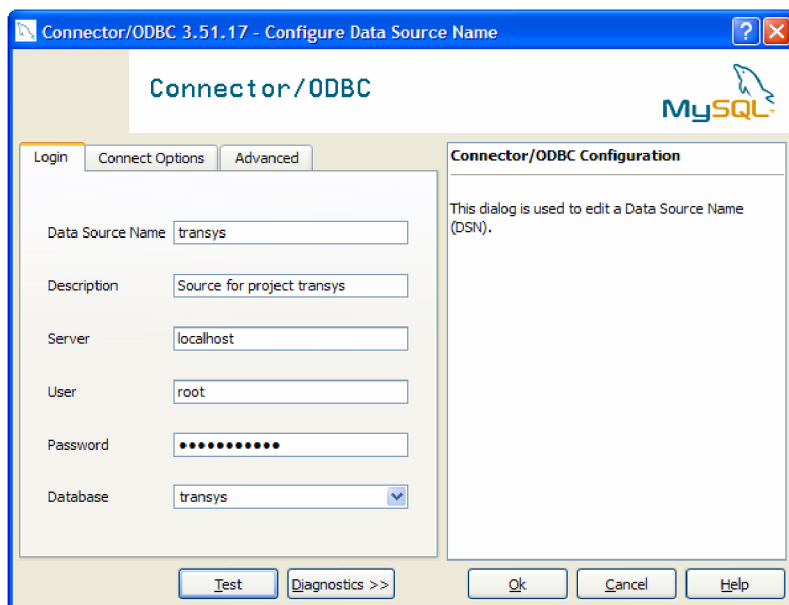 Connector/ODBC 3.51.17 - Configure Data Source Name
?
Connector/ODBC
MySQL
Login
Connect Options
Advanced
Data Source Name
transys
Description
Source for project transys
Server
localhost
User
root
Password
•••••••••••
Database
transys
Connector/ODBC Configuration
This dialog is used to edit a Data Source Name
(DSN).
Test
Diagnostics >>
Ok
Cancel
Help